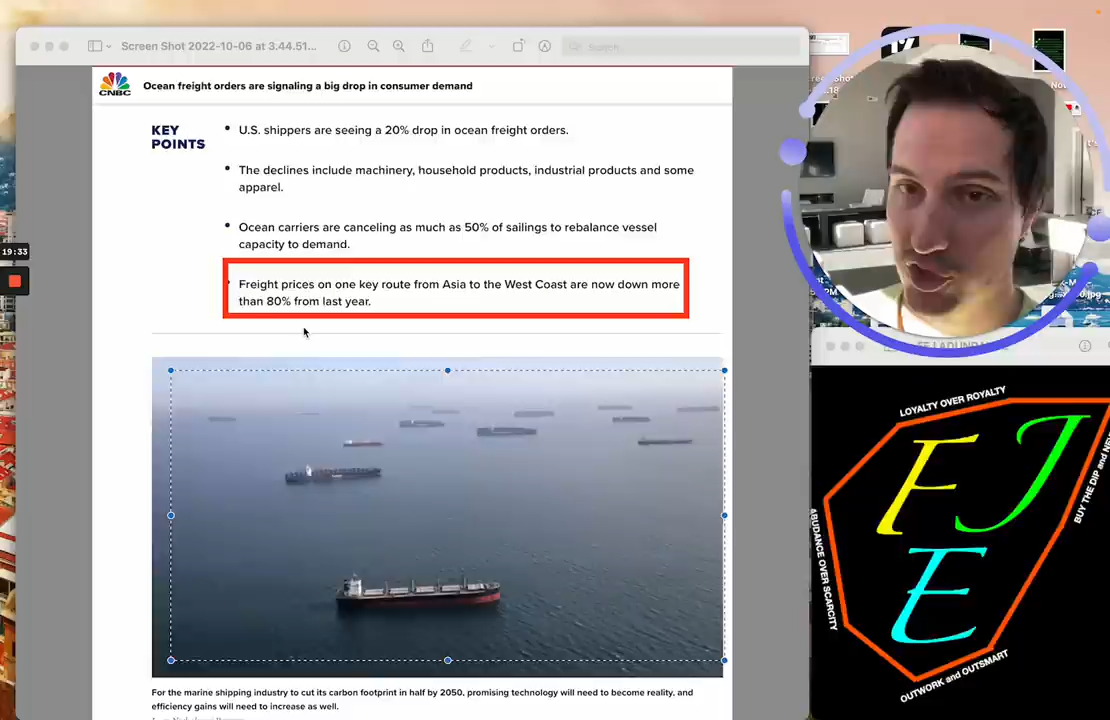 Screen Shot 2022-10-06 at 3.44.51...
Search
CNBC
Ocean freight orders are signaling a big drop in consumer demand
KEY
POINTS
• U.S. shippers are seeing a 20% drop in ocean freight orders.
• The declines include machinery, household products, industrial products and some
apparel.
• Ocean carriers are canceling as much as 50% of sailings to rebalance vessel
capacity to demand.
Freight prices on one key route from Asia to the West Coast are now down more
than 80% from last year.
For the marine shipping industry to cut its carbon footprint in half by 2050, promising technology will need to become reality, and
efficiency gains will need to increase as well.
19:33
LOYALTY OVER ROYALTY
BUY THE DIP and
ABUDANCE OVER SCARCITY
FJ
E
OUTWORK and OUTSMART